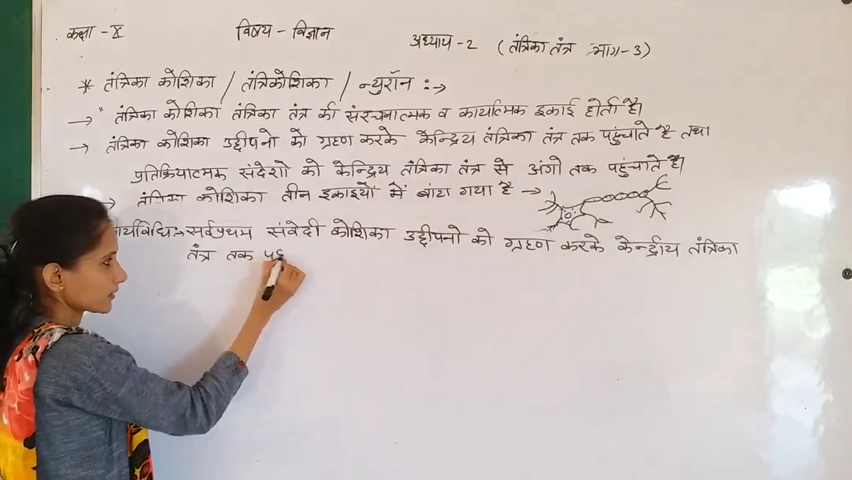 कक्षा - X विषय - विज्ञान अध्याय - 2 (तंत्रिका तंत्र भाग - 3)
* तंत्रिका कोशिका / तंत्रिकोशिका / न्युरॉन :->
-> " तंत्रिका कोशिका तंत्रिका तंत्र की संरचनात्मक व कार्यात्मक इकाई होती है।
-> तंत्रिका कोशिका उद्दीपनो को ग्रहण करके केन्द्रिय तंत्रिका तंत्र तक पहुंचाते है तथा
प्रतिक्रियात्मक संदेशो को केन्द्रिय तंत्रिका तंत्र से अंगो तक पहुंचाते है।
-> तंत्रिका कोशिका तीन इकाइयों में बांटा गया है ->
कार्यविधि:- सर्वप्रथम संवेदी कोशिका उद्दीपनो को ग्रहण करके केन्द्रीय तंत्रिका
तंत्र तक